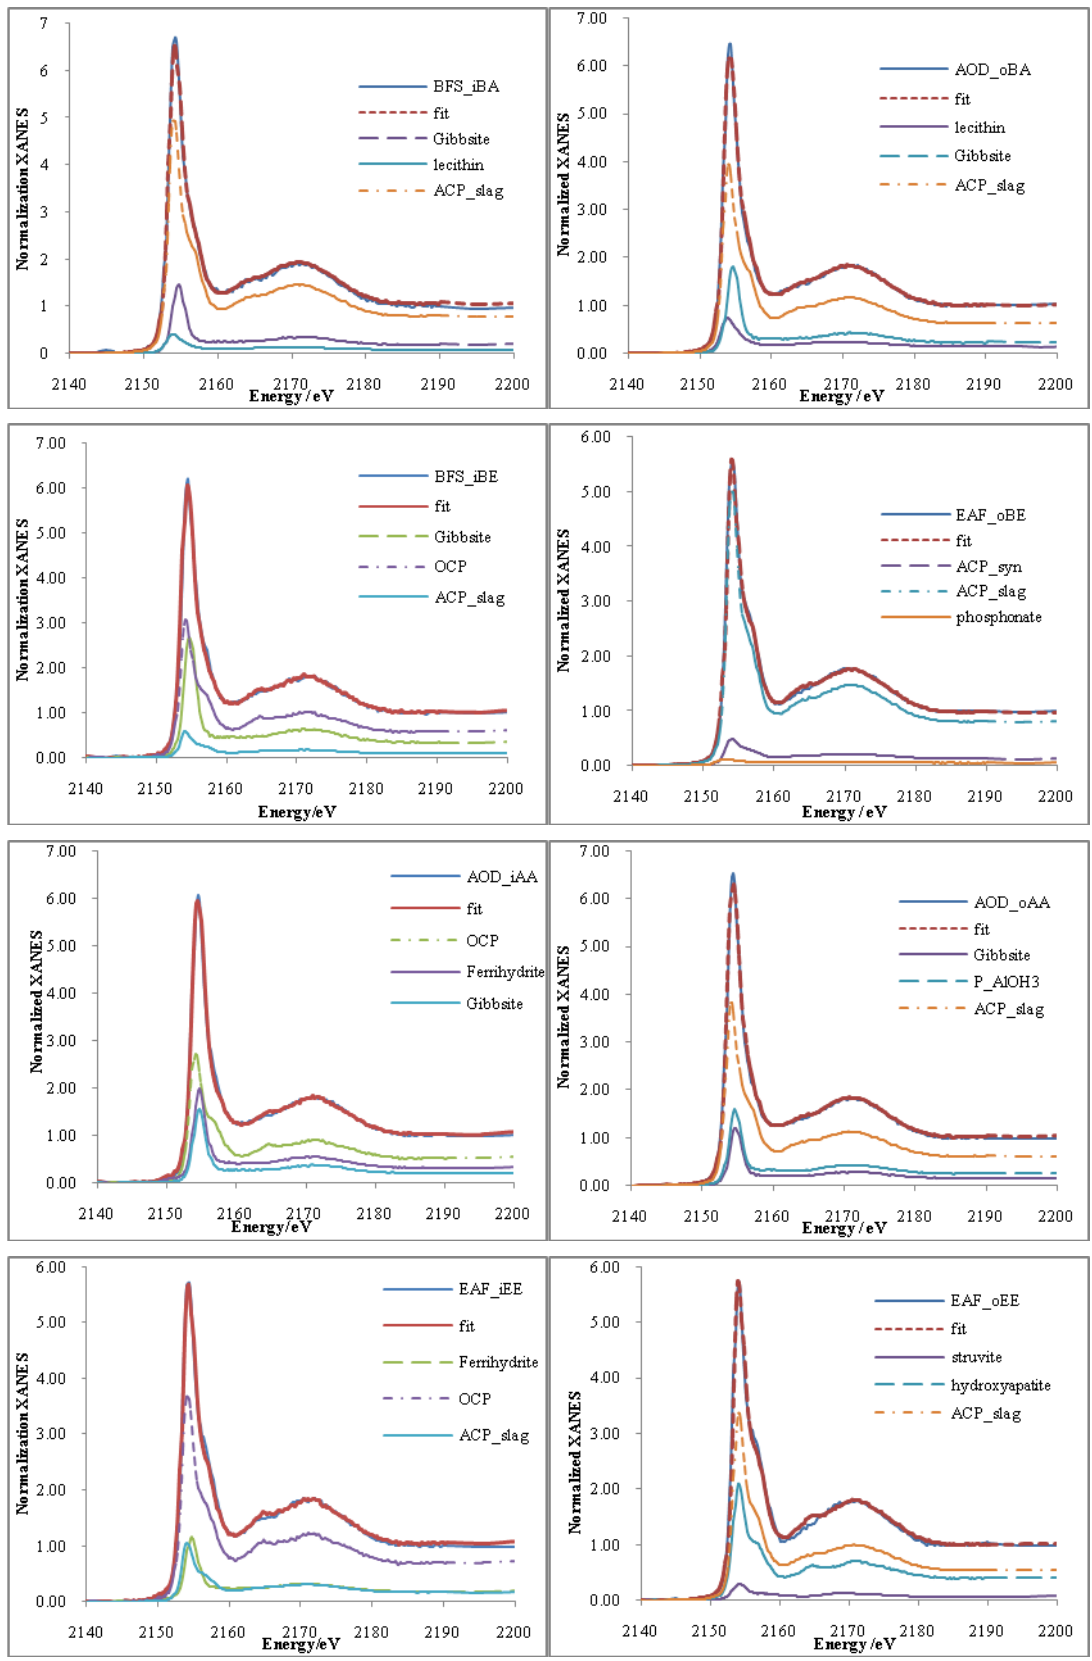 Normalization XANES
7
6
5
4
3
2
1
0
BFS_iBA
fit
Gibbsite
lecithin
ACP_slag
2140 2150 2160 2170 2180 2190 2200
Energy /eV
Normalized XANES
7.00
6.00
5.00
4.00
3.00
2.00
1.00
0.00
AOD_oBA
fit
lecithin
Gibbsite
ACP_slag
2140 2150 2160 2170 2180 2190 2200
Energy /eV
Normalization XANES
7.00
6.00
5.00
4.00
3.00
2.00
1.00
0.00
BFS_iBE
fit
Gibbsite
OCP
ACP_slag
2140 2150 2160 2170 2180 2190 2200
Energy/eV
Normalized XANES
6.00
5.00
4.00
3.00
2.00
1.00
0.00
EAF_oBE
fit
ACP_syn
ACP_slag
phosphonate
2140 2150 2160 2170 2180 2190 2200
Energy /eV
Normalized XANES
7.00
6.00
5.00
4.00
3.00
2.00
1.00
0.00
AOD_iAA
fit
OCP
Ferrihydrite
Gibbsite
2140 2150 2160 2170 2180 2190 2200
Energy/eV
Normalized XANES
7.00
6.00
5.00
4.00
3.00
2.00
1.00
0.00
AOD_oAA
fit
Gibbsite
P_AlOH3
ACP_slag
2140 2150 2160 2170 2180 2190 2200
Energy /eV
Normalization XANES
6.00
5.00
4.00
3.00
2.00
1.00
0.00
EAF_iEE
fit
Ferrihydrite
OCP
ACP_slag
2140 2150 2160 2170 2180 2190 2200
Energy/eV
Normalized XANES
6.00
5.00
4.00
3.00
2.00
1.00
0.00
EAF_oEE
fit
struvite
hydroxyapatite
ACP_slag
2140 2150 2160 2170 2180 2190 2200
Energy /eV